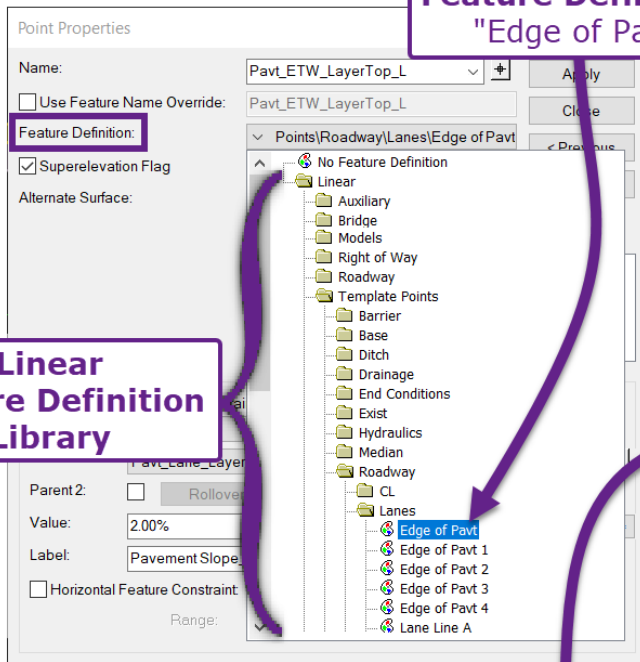 Point Properties
"Edge of Pa
Name:
Pavt_ETW_LayerTop_L
Use Feature Name Override:
Pavt_ETW_LayerTop_L
Close
Feature Definition:
Points\Roadway\Lanes\Edge of Pavt
Superelevation Flag
Alternate Surface:
No Feature Definition
Linear
Auxiliary
Bridge
Models
Right of Way
Roadway
Template Points
Barrier
Base
Ditch
Drainage
End Conditions
Exist
Hydraulics
Median
Roadway
CL
Lanes
Edge of Pavt
Edge of Pavt 1
Edge of Pavt 2
Edge of Pavt 3
Edge of Pavt 4
Lane Line A
Linear
re Definition
Library
Parent 2:
Rollover
Value:
2.00%
Label:
Pavement Slope_
Horizontal Feature Constraint
Range: